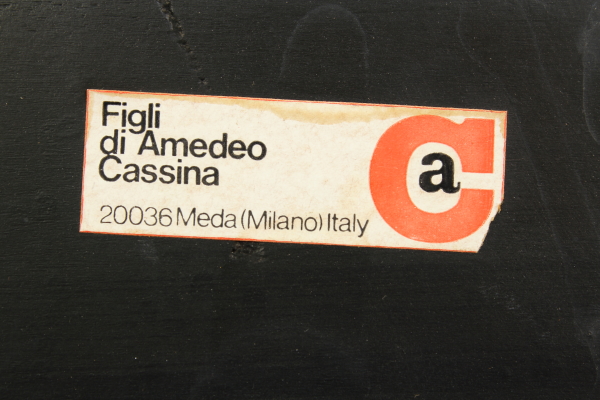 Figli
di Amedeo
Cassina
20036 Meda (Milano) Italy
Ca